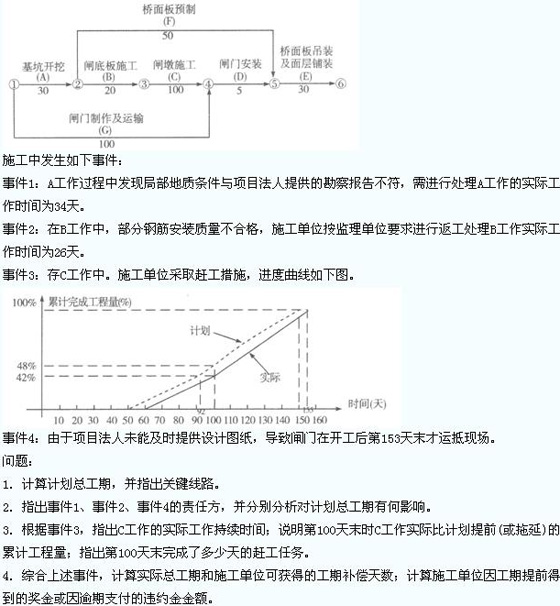 桥面板预制
(F)
50
基坑开挖
(A)
30
闸底板施工
(B)
20
闸墩施工
(C)
100
闸门安装
(D)
5
桥面板吊装
及面层铺装
(E)
30
① ② ③ ④ ⑤ ⑥
闸门制作及运输
(G)
100
施工中发生如下事件:
事件1: A工作过程中发现局部地质条件与项目法人提供的勘察报告不符, 需进行处理A工作的实际工
作时间为34天。
事件2: 在B工作中, 部分钢筋安装质量不合格, 施工单位按监理单位要求进行返工处理B工作实际工
作时间为26天。
事件3: 存C工作中。施工单位采取赶工措施, 进度曲线如下图。
100%
累计完成工程量(%)
计划
48%
42%
实际
时间(天)
92
153
10 20 30 40 50 60 70 80 90 100 110 120 130 140 150 160
事件4: 由于项目法人未能及时提供设计图纸, 导致闸门在开工后第153天末才运抵现场。
问题:
1. 计算计划总工期, 并指出关键线路。
2. 指出事件1、事件2、事件4的责任方, 并分别分析对计划总工期有何影响。
3. 根据事件3, 指出C工作的实际工作持续时间; 说明第100天末时C工作实际比计划提前(或拖延)的
累计工程量; 指出第100天末完成了多少天的赶工任务。
4. 综合上述事件, 计算实际总工期和施工单位可获得的工期补偿天数; 计算施工单位因工期提前得
到的奖金或因逾期支付的违约金金额。